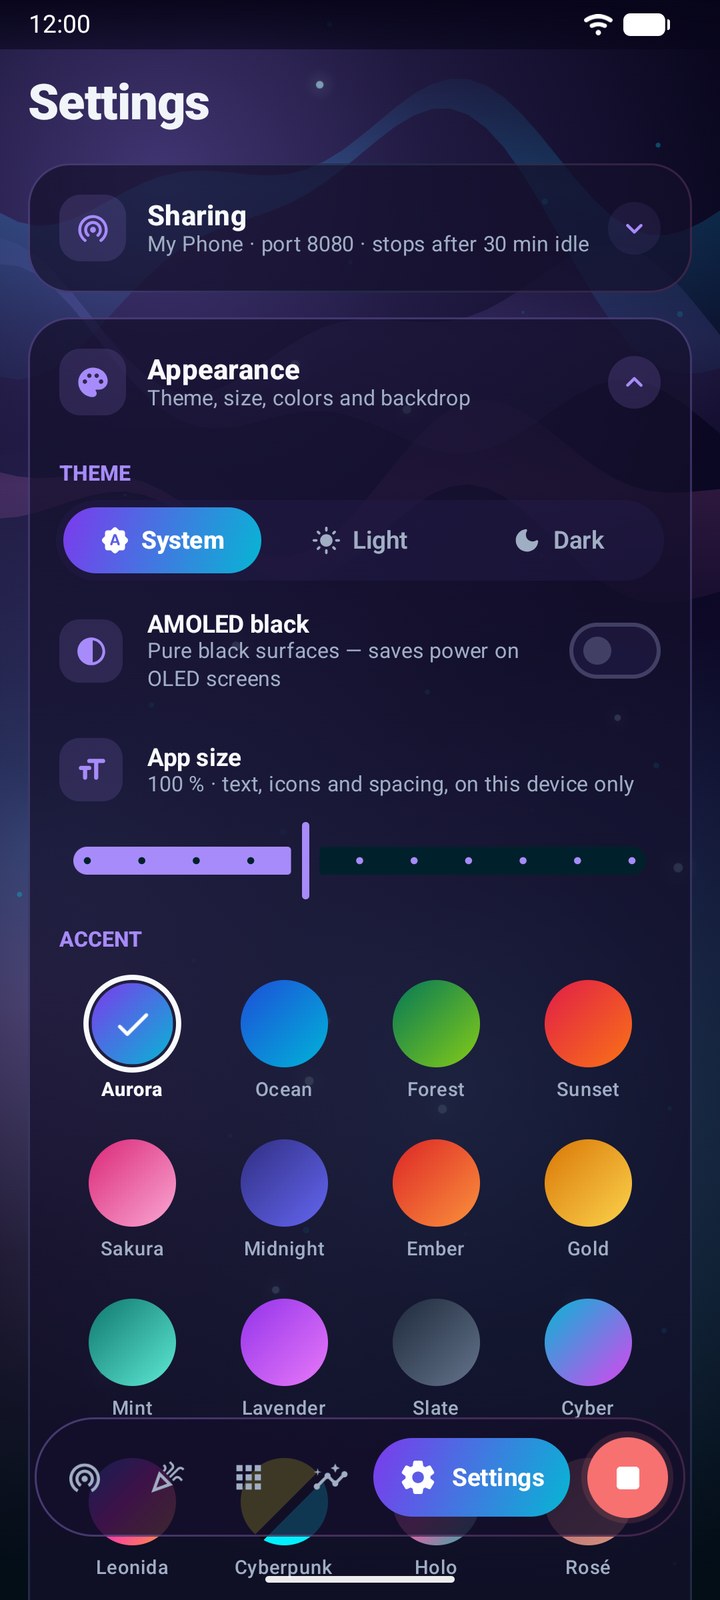 12:00
Settings
Sharing
My Phone · port 8080 · stops after 30 min idle
Appearance
Theme, size, colors and backdrop
THEME
System
Light
Dark
AMOLED black
Pure black surfaces — saves power on
OLED screens
App size
100 % · text, icons and spacing, on this device only
ACCENT
Aurora
Ocean
Forest
Sunset
Sakura
Midnight
Ember
Gold
Mint
Lavender
Slate
Cyber
Settings
Leonida
Cyberpunk
Holo
Rosé